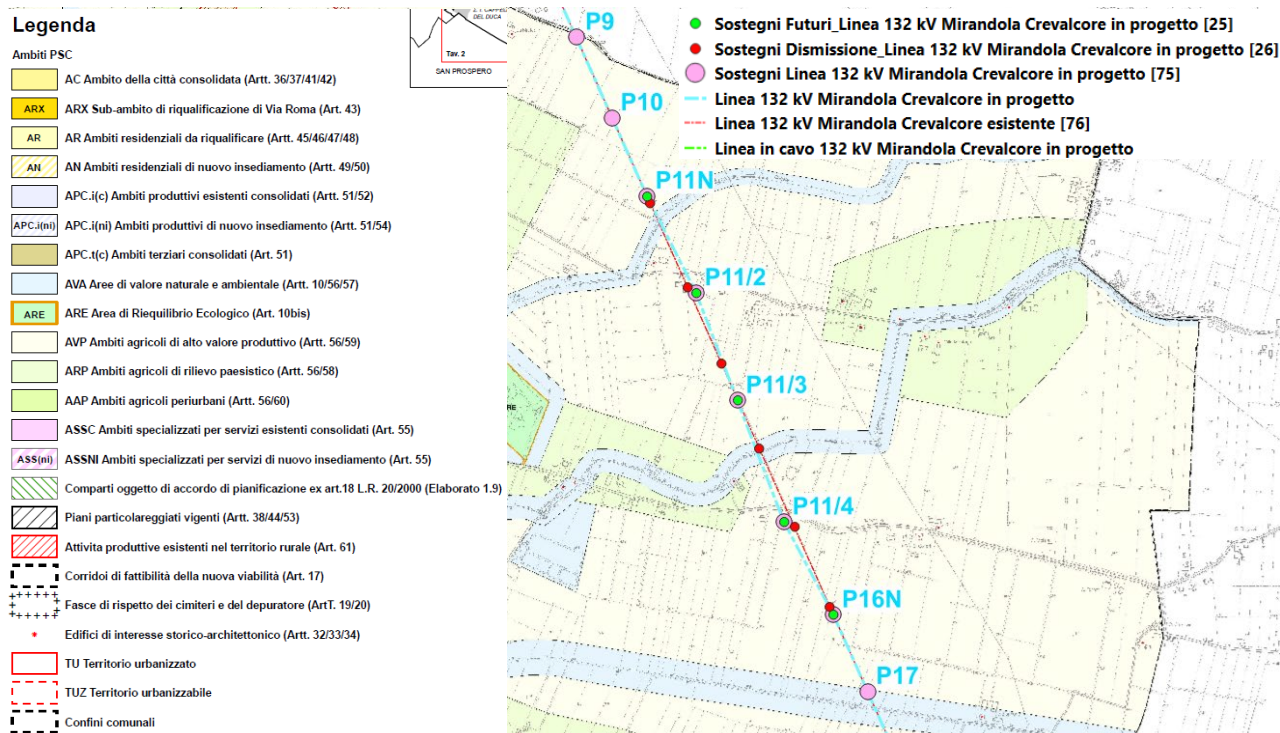 Legenda
Ambiti PSC
AC Ambito della città consolidata (Artt. 36/37/41/42)
ARX ARX Sub-ambito di riqualificazione di Via Roma (Art. 43)
AR AR Ambiti residenziali da riqualificare (Artt. 45/46/47/48)
AN AN Ambiti residenziali di nuovo insediamento (Artt. 49/50)
APC.i(c) Ambiti produttivi esistenti consolidati (Art. 51/52)
APC.i(ni) APC.i(ni) Ambiti produttivi di nuovo insediamento (Artt. 51/54)
APC.t(c) Ambiti terziari consolidati (Art. 51)
AVA Aree di valore naturale e ambientale (Artt. 10/56/57)
ARE ARE Area di Riequilibrio Ecologico (Art. 10bis)
AVP Ambiti agricoli di alto valore produttivo (Artt. 56/59)
ARP Ambiti agricoli di rilievo paesistico (Artt. 56/58)
AAP Ambiti agricoli periurbani (Artt. 56/60)
ASSC Ambiti specializzati per servizi esistenti consolidati (Art. 55)
ASS(ni) ASSNI Ambiti specializzati per servizi di nuovo insediamento (Art. 55)
Comparti oggetto di accordo di pianificazione ex art.18 L.R. 20/2000 (Elaborato 1.9)
Piani particolareggiati vigenti (Artt. 38/44/53)
Attivita produttive esistenti nel territorio rurale (Art. 61)
Corridoi di fattibilità della nuova viabilità (Art. 17)
Fasce di rispetto dei cimiteri e del depuratore (ArtT. 19/20)
Edifici di interesse storico-architettonico (Artt. 32/33/34)
TU Territorio urbanizzato
TUZ Territorio urbanizzabile
Confini comunali
DEL DUCA
Tav. 2
SAN PROSPERO
Sostegni Futuri_Linea 132 kV Mirandola Crevalcore in progetto [25]
Sostegni Dismissione_Linea 132 kV Mirandola Crevalcore in progetto [26]
Sostegni Linea 132 kV Mirandola Crevalcore in progetto [75]
Linea 132 kV Mirandola Crevalcore in progetto
Linea 132 kV Mirandola Crevalcore esistente [76]
Linea in cavo 132 kV Mirandola Crevalcore in progetto
P9
P10
P11N
P11/2
P11/3
P11/4
P16N
P17